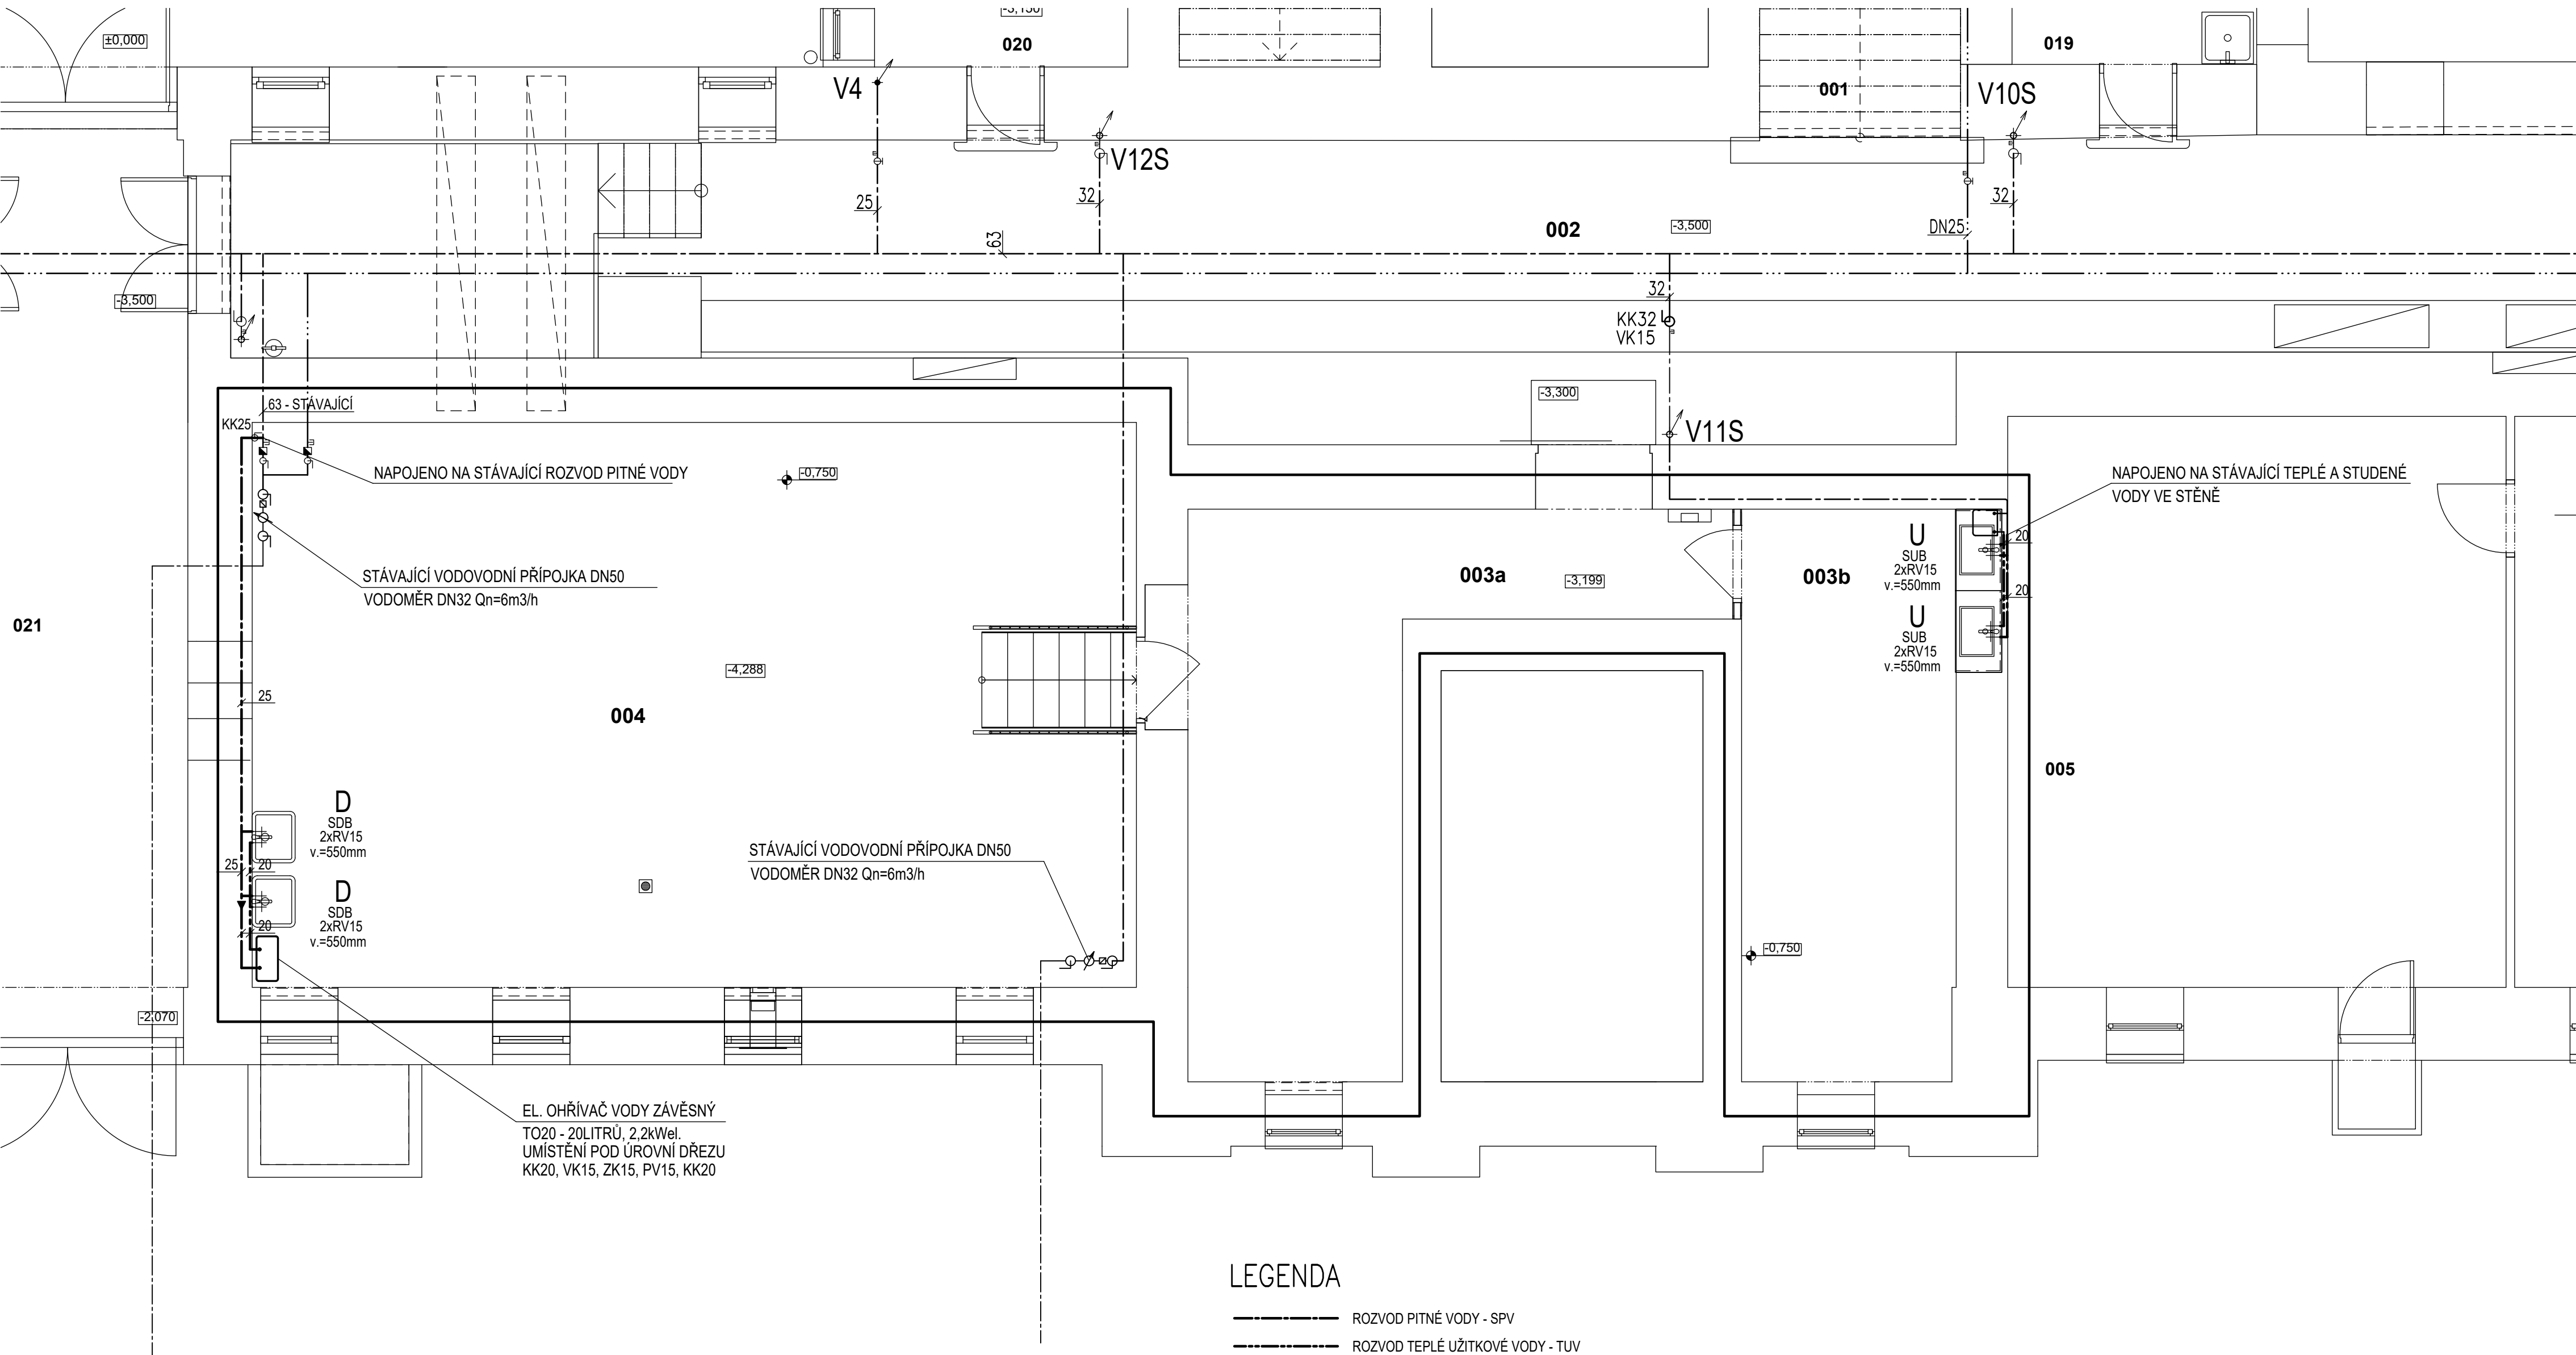 ±0,000
-3,150
020
019
001
V4
V10S
V12S
25
32
32
63
002
-3,500
DN25
-3,500
32
KK32
VK15
-3,300
63 - STÁVAJÍCÍ
KK25
V11S
NAPOJENO NA STÁVAJÍCÍ ROZVOD PITNÉ VODY
-0,750
NAPOJENO NA STÁVAJÍCÍ TEPLÉ A STUDENÉ
VODY VE STĚNĚ
U
SUB
2xRV15
v.=550mm
20
STÁVAJÍCÍ VODOVODNÍ PŘÍPOJKA DN50
VODOMĚR DN32 Qn=6m3/h
003a
-3,199
003b
20
U
SUB
2xRV15
v.=550mm
021
-4,288
25
004
005
D
SDB
2xRV15
v.=550mm
25
20
STÁVAJÍCÍ VODOVODNÍ PŘÍPOJKA DN50
VODOMĚR DN32 Qn=6m3/h
D
SDB
2xRV15
v.=550mm
20
-0,750
-2,070
EL. OHŘÍVAČ VODY ZÁVĚSNÝ
TO20 - 20LITRŮ, 2,2kWel.
UMÍSTĚNÍ POD ÚROVNÍ DŘEZU
KK20, VK15, ZK15, PV15, KK20
LEGENDA
ROZVOD PITNÉ VODY - SPV
ROZVOD TEPLÉ UŽITKOVÉ VODY - TUV